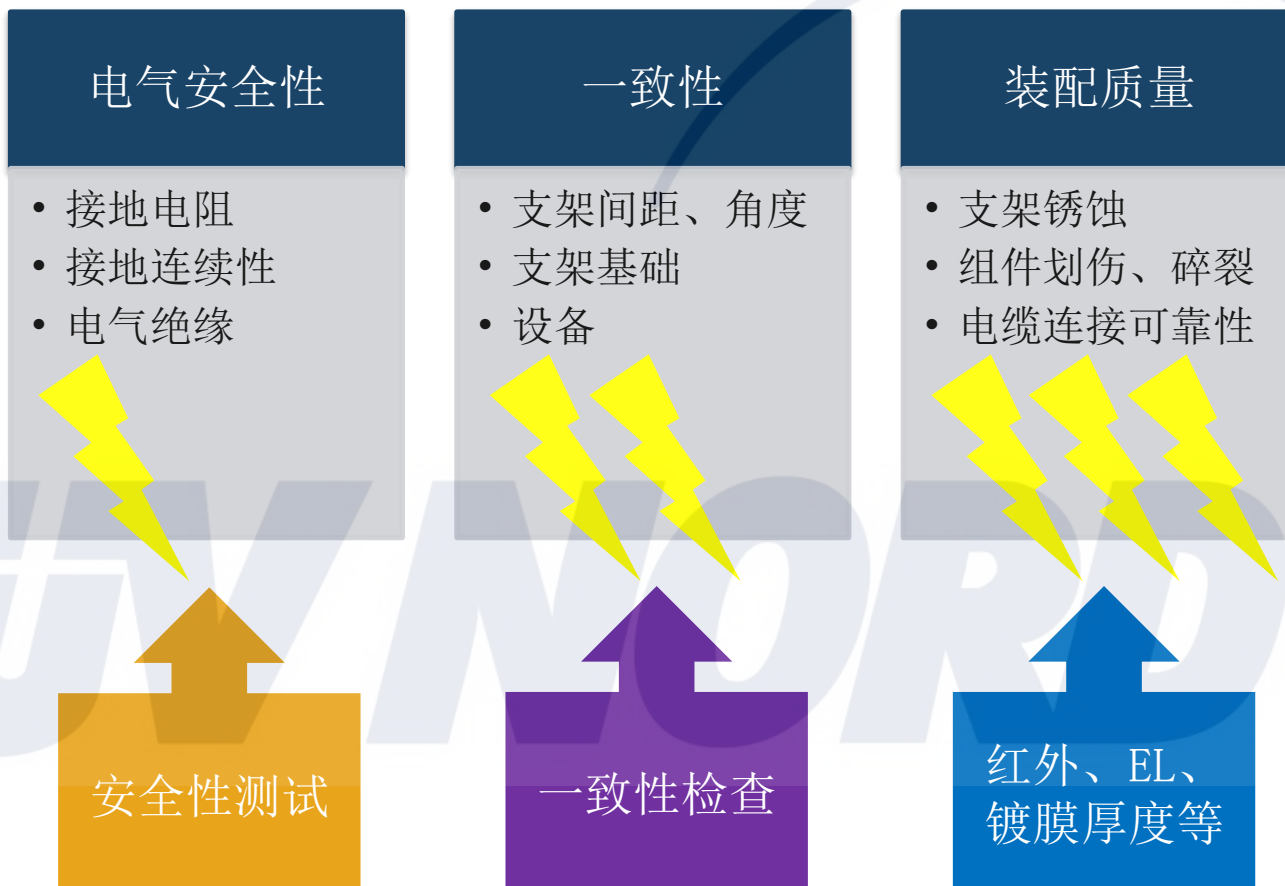 电气安全性
• 接地电阻
• 接地连续性
• 电气绝缘
一致性
• 支架间距、角度
• 支架基础
• 设备
装配质量
• 支架锈蚀
• 组件划伤、碎裂
• 电缆连接可靠性
安全性测试
一致性检查
红外、EL、
镀膜厚度等
TÜV NORD